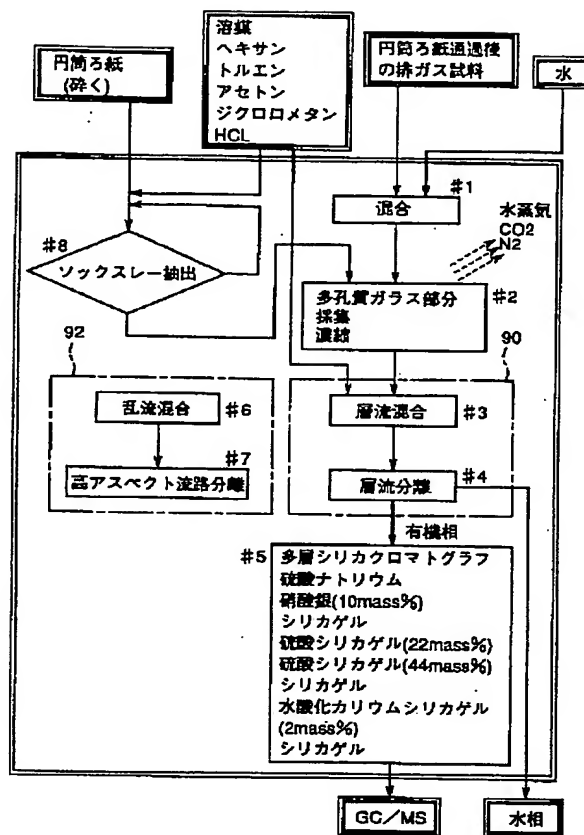 円筒ろ紙
(砕く)
溶媒
ヘキサン
トルエン
アセトン
ジクロロメタン
HCL
円筒ろ紙通過後
の排ガス試料
水
#1
混合
水蒸気
CO2
N2
#8
ソックスレー抽出
#2
多孔質ガラス部分
採集
濃縮
92
90
乱流混合
#6
層流混合
#3
#7
高アスペクト流路分離
#4
層流分離
有機相
#5
多層シリカクロマトグラフ
硫酸ナトリウム
硝酸銀(10mass%)
シリカゲル
硫酸シリカゲル(22mass%)
硫酸シリカゲル(44mass%)
シリカゲル
水酸化カリウムシリカゲル
(2mass%)
シリカゲル
GC/MS
水相